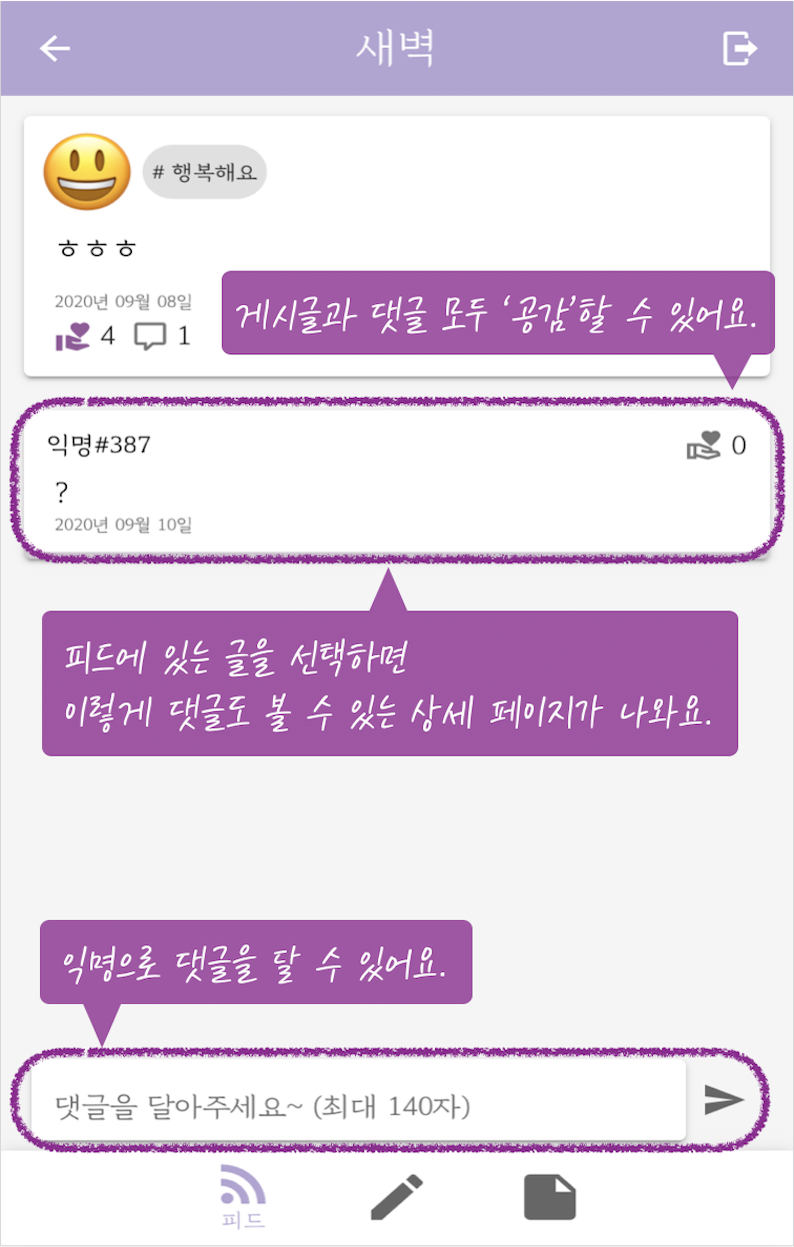 새벽
# 행복해요
ㅎㅎㅎ
2020년 09월 08일
4 1
게시글과 댓글 모두 ‘공감’할 수 있어요.
익명#387
0
?
2020년 09월 10일
피드에 있는 글을 선택하면
이렇게 댓글도 볼 수 있는 상세 페이지가 나와요.
익명으로 댓글을 달 수 있어요.
댓글을 달아주세요~ (최대 140자)
피드